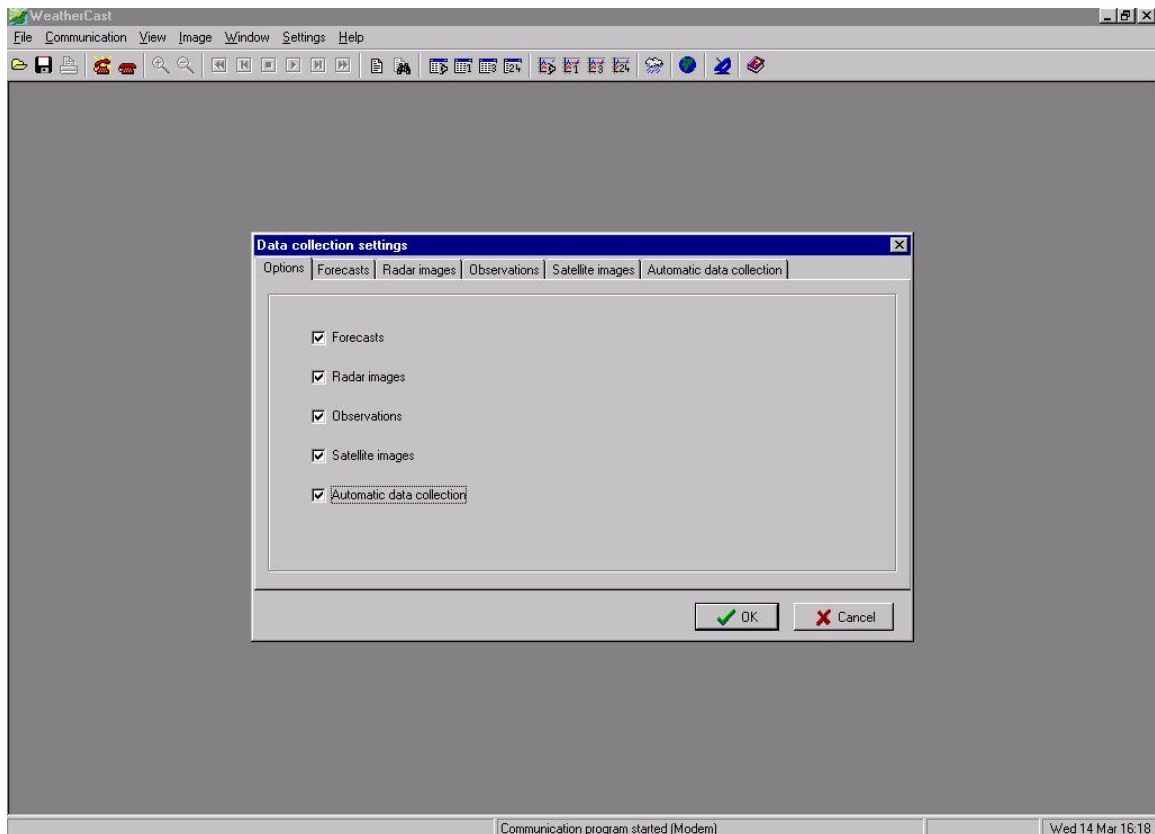 WeatherCast
File Communication View Image Window Settings Help
Data collection settings
Options Forecasts Radar images Observations Satellite images Automatic data collection
Forecasts
Radar images
Observations
Satellite images
Automatic data collection
OK Cancel
Communication program started (Modem) Wed 14 Mar 16:18